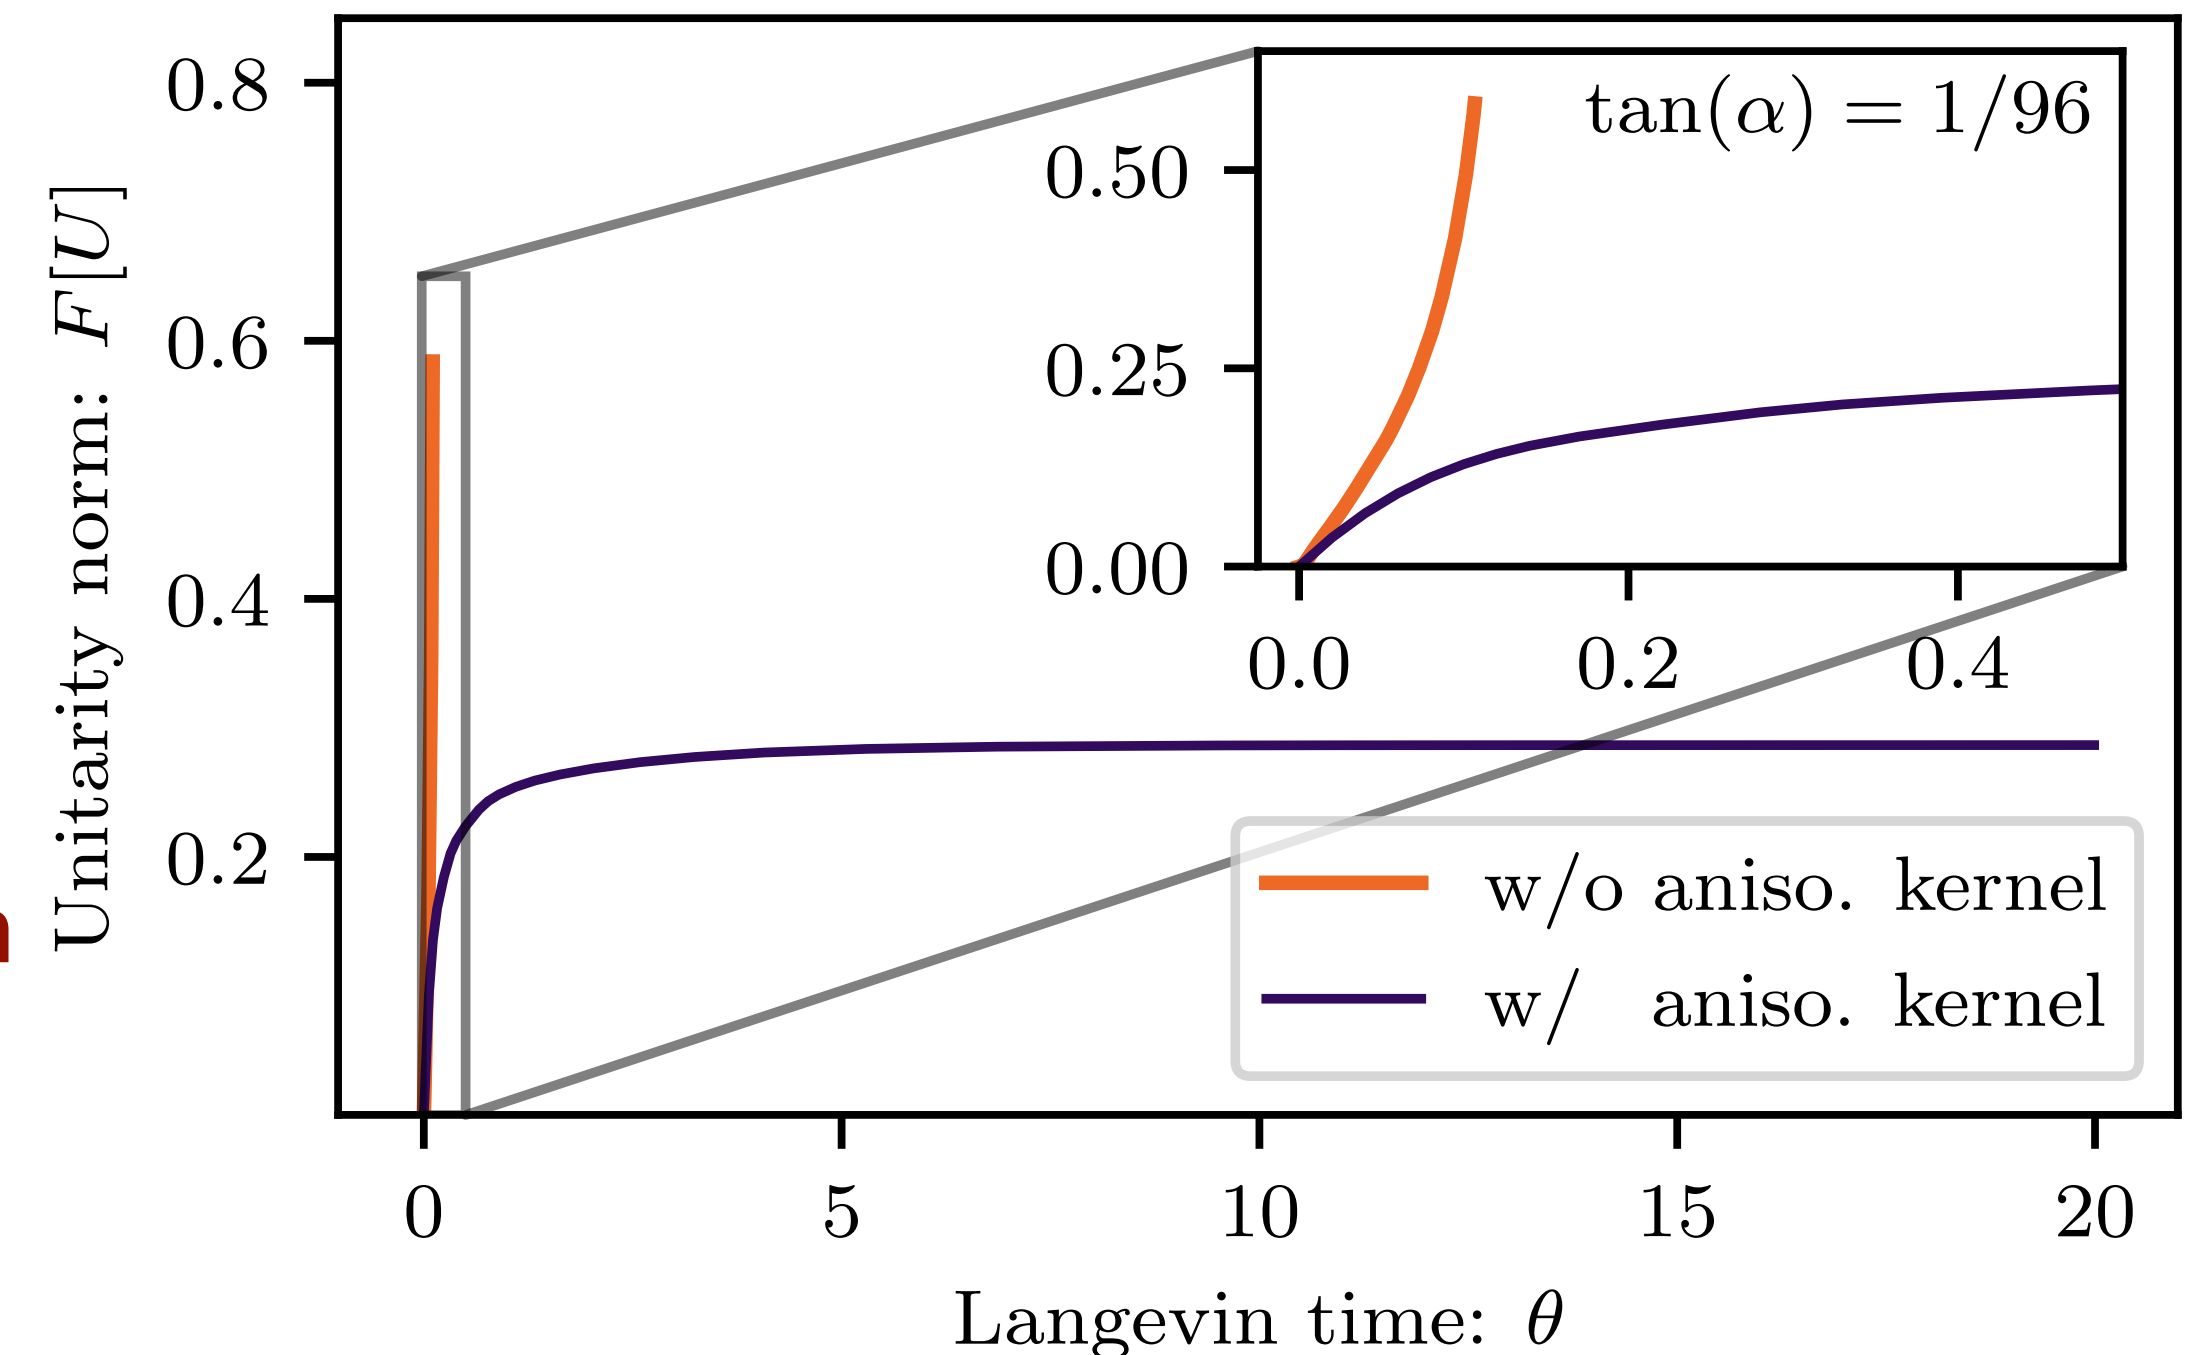 0.8
0.6
0.4
0.2
Unitarity norm: F[U]
tan(α) = 1/96
0.50
0.25
0.00
0.0 0.2 0.4
w/o aniso. kernel
w/ aniso. kernel
0 5 10 15 20
Langevin time: θ